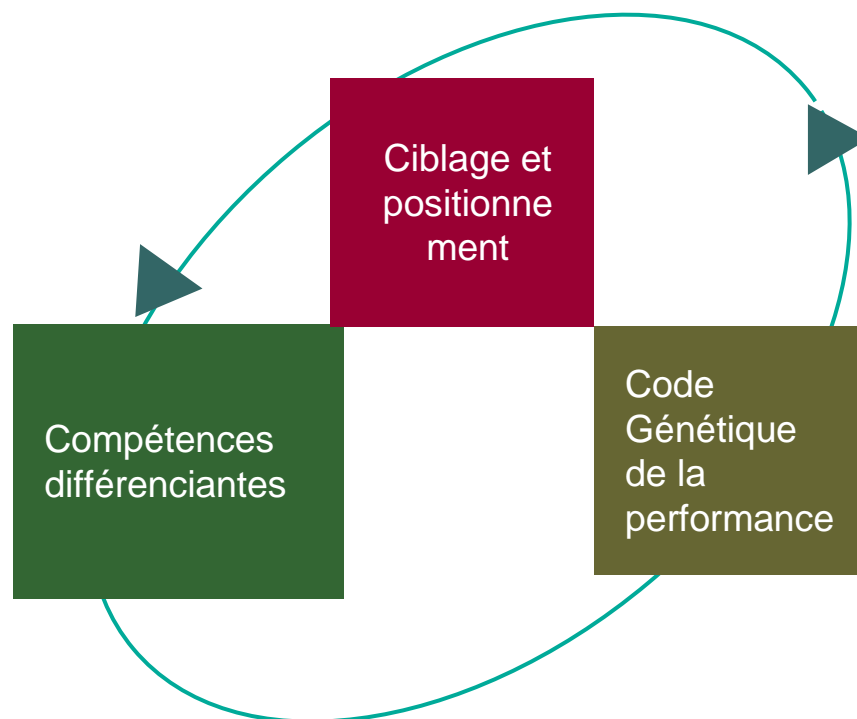 Ciblage et
positionne
ment
Compétences
différenciantes
Code
Génétique
de la
performance